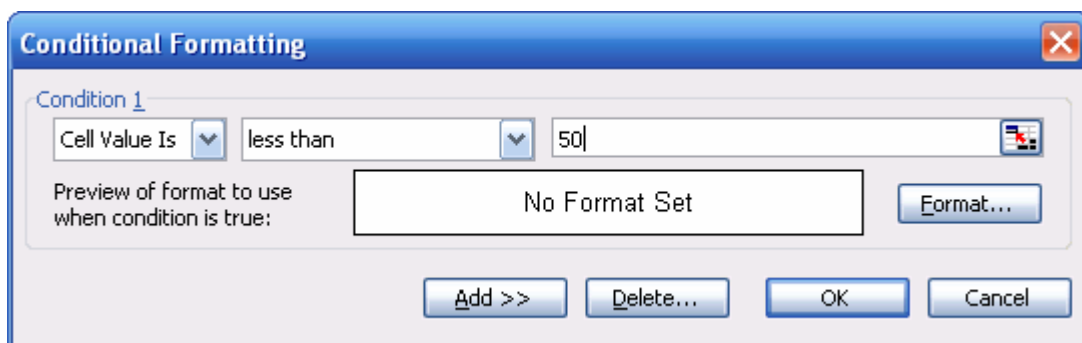 Conditional Formatting
Condition 1
Cell Value Is less than 50
Preview of format to use
when condition is true:
No Format Set
Format...
Add >> Delete... OK Cancel